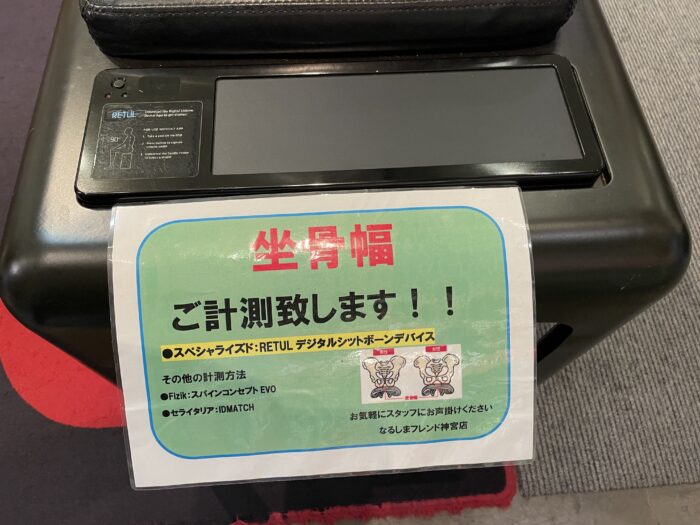 RETÜL
坐骨幅
ご計測致します！！
●スペシャライズド：RETUL デジタルシットボーンデバイス
その他の計測方法
●Fizik：スパインコンセプト EVO
●セライタリア：IDMATCH
坐骨幅
お気軽にスタッフにお声掛けください
なるしまフレンド神宮店